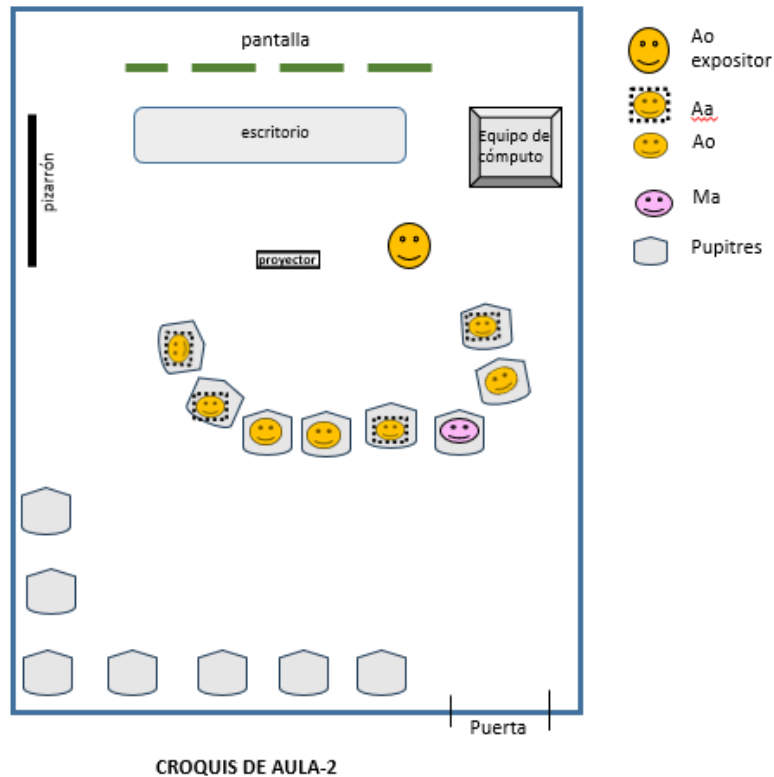 pantalla
escritorio
Equipo de
cómputo
pizarrón
proyector
Puerta
CROQUIS DE AULA-2
Ao
expositor
Aa
Ao
Ma
Pupitres